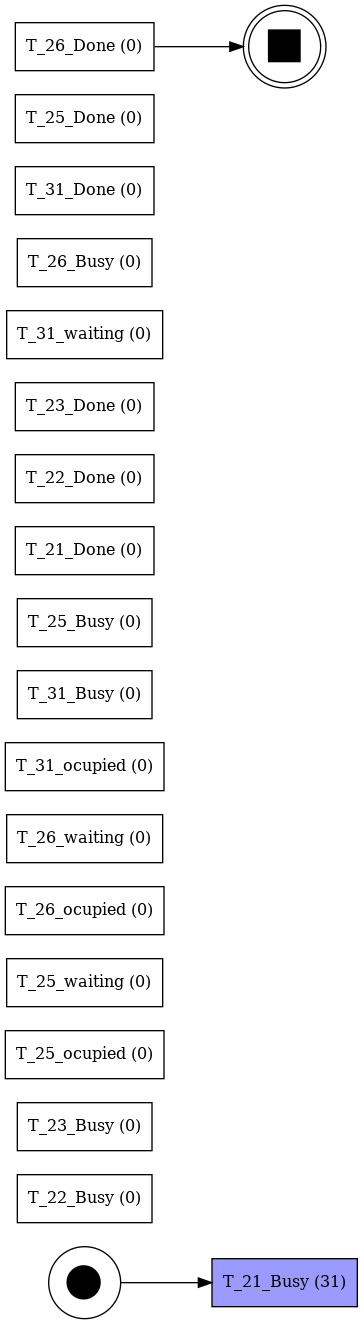 T_26_Done (0)
T_25_Done (0)
T_31_Done (0)
T_26_Busy (0)
T_31_waiting (0)
T_23_Done (0)
T_22_Done (0)
T_21_Done (0)
T_25_Busy (0)
T_31_Busy (0)
T_31_ocupied (0)
T_26_waiting (0)
T_26_ocupied (0)
T_25_waiting (0)
T_25_ocupied (0)
T_23_Busy (0)
T_22_Busy (0)
T_21_Busy (31)